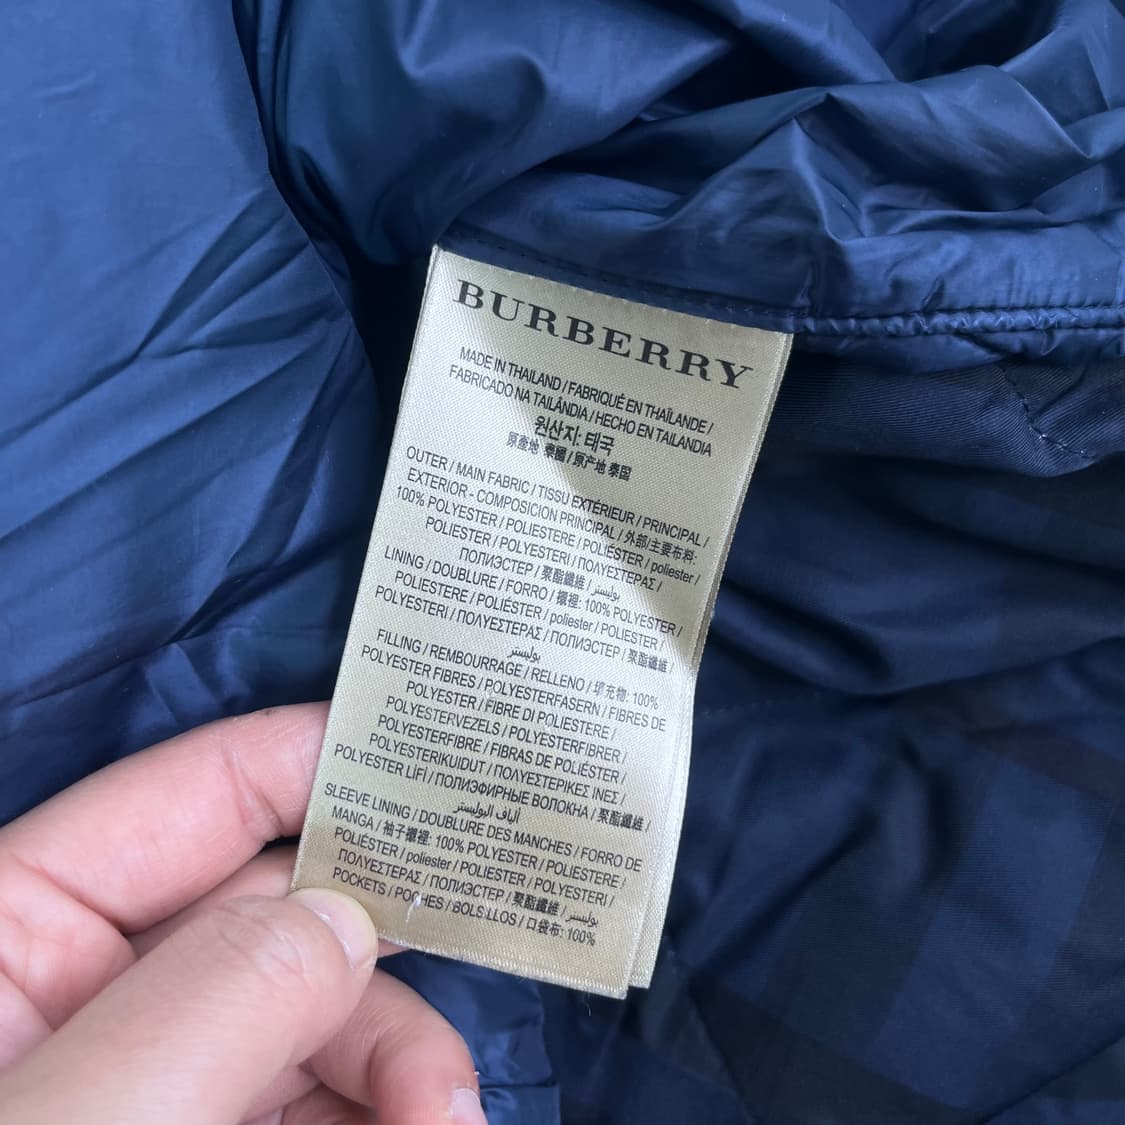 BURBERRY
MADE IN THAILAND / FABRIQUÉ EN THAÏLANDE /
FABRICADO NA TAILÂNDIA / HECHO EN TAILANDIA
원산지: 태국
原產地 泰國 / 原产地 泰国
OUTER / MAIN FABRIC / TISSU EXTÉRIEUR / PRINCIPAL /
EXTERIOR - COMPOSICION PRINCIPAL / 外部/主要布料:
100% POLYESTER / POLIESTERE / POLIÉSTER / poliester /
POLIESTER / POLYESTERI / ΠΟΛΥΕΣΤΕΡΑΣ /
ПОЛИЭСТЕР / 聚酯纖維 / بوليستر
LINING / DOUBLURE / FORRO / 襯裡: 100% POLYESTER /
POLIESTERE / POLIÉSTER / poliester / POLIESTER /
POLYESTERI / ΠΟΛΥΕΣΤΕΡΑΣ / ПОЛИЭСТЕР / 聚酯纖維 /
بوليستر
FILLING / REMBOURRAGE / RELLENO / 填充物: 100%
POLYESTER FIBRES / POLYESTERFASERN / FIBRES DE
POLYESTER / FIBRE DI POLIESTERE /
POLYESTERVEZELS / POLYESTERFIBRER /
POLYESTERFIBRE / FIBRAS DE POLIÉSTER /
POLYESTERIKUIDUT / ΠΟΛΥΕΣΤΕΡΙΚΕΣ ΙΝΕΣ /
POLYESTER LİFİ / ПОЛИЭФИРНЫЕ ВОЛОКНА / 聚酯纖維 /
ألياف البوليستر
SLEEVE LINING / DOUBLURE DES MANCHES / FORRO DE
MANGA / 袖子襯裡: 100% POLYESTER / POLIESTERE /
POLIÉSTER / poliester / POLIESTER / POLYESTERI /
ΠΟΛΥΕΣΤΕΡΑΣ / ПОЛИЭСТЕР / 聚酯纖維 / بوليستر
POCKETS / POCHES / BOLSILLOS / 口袋布: 100%